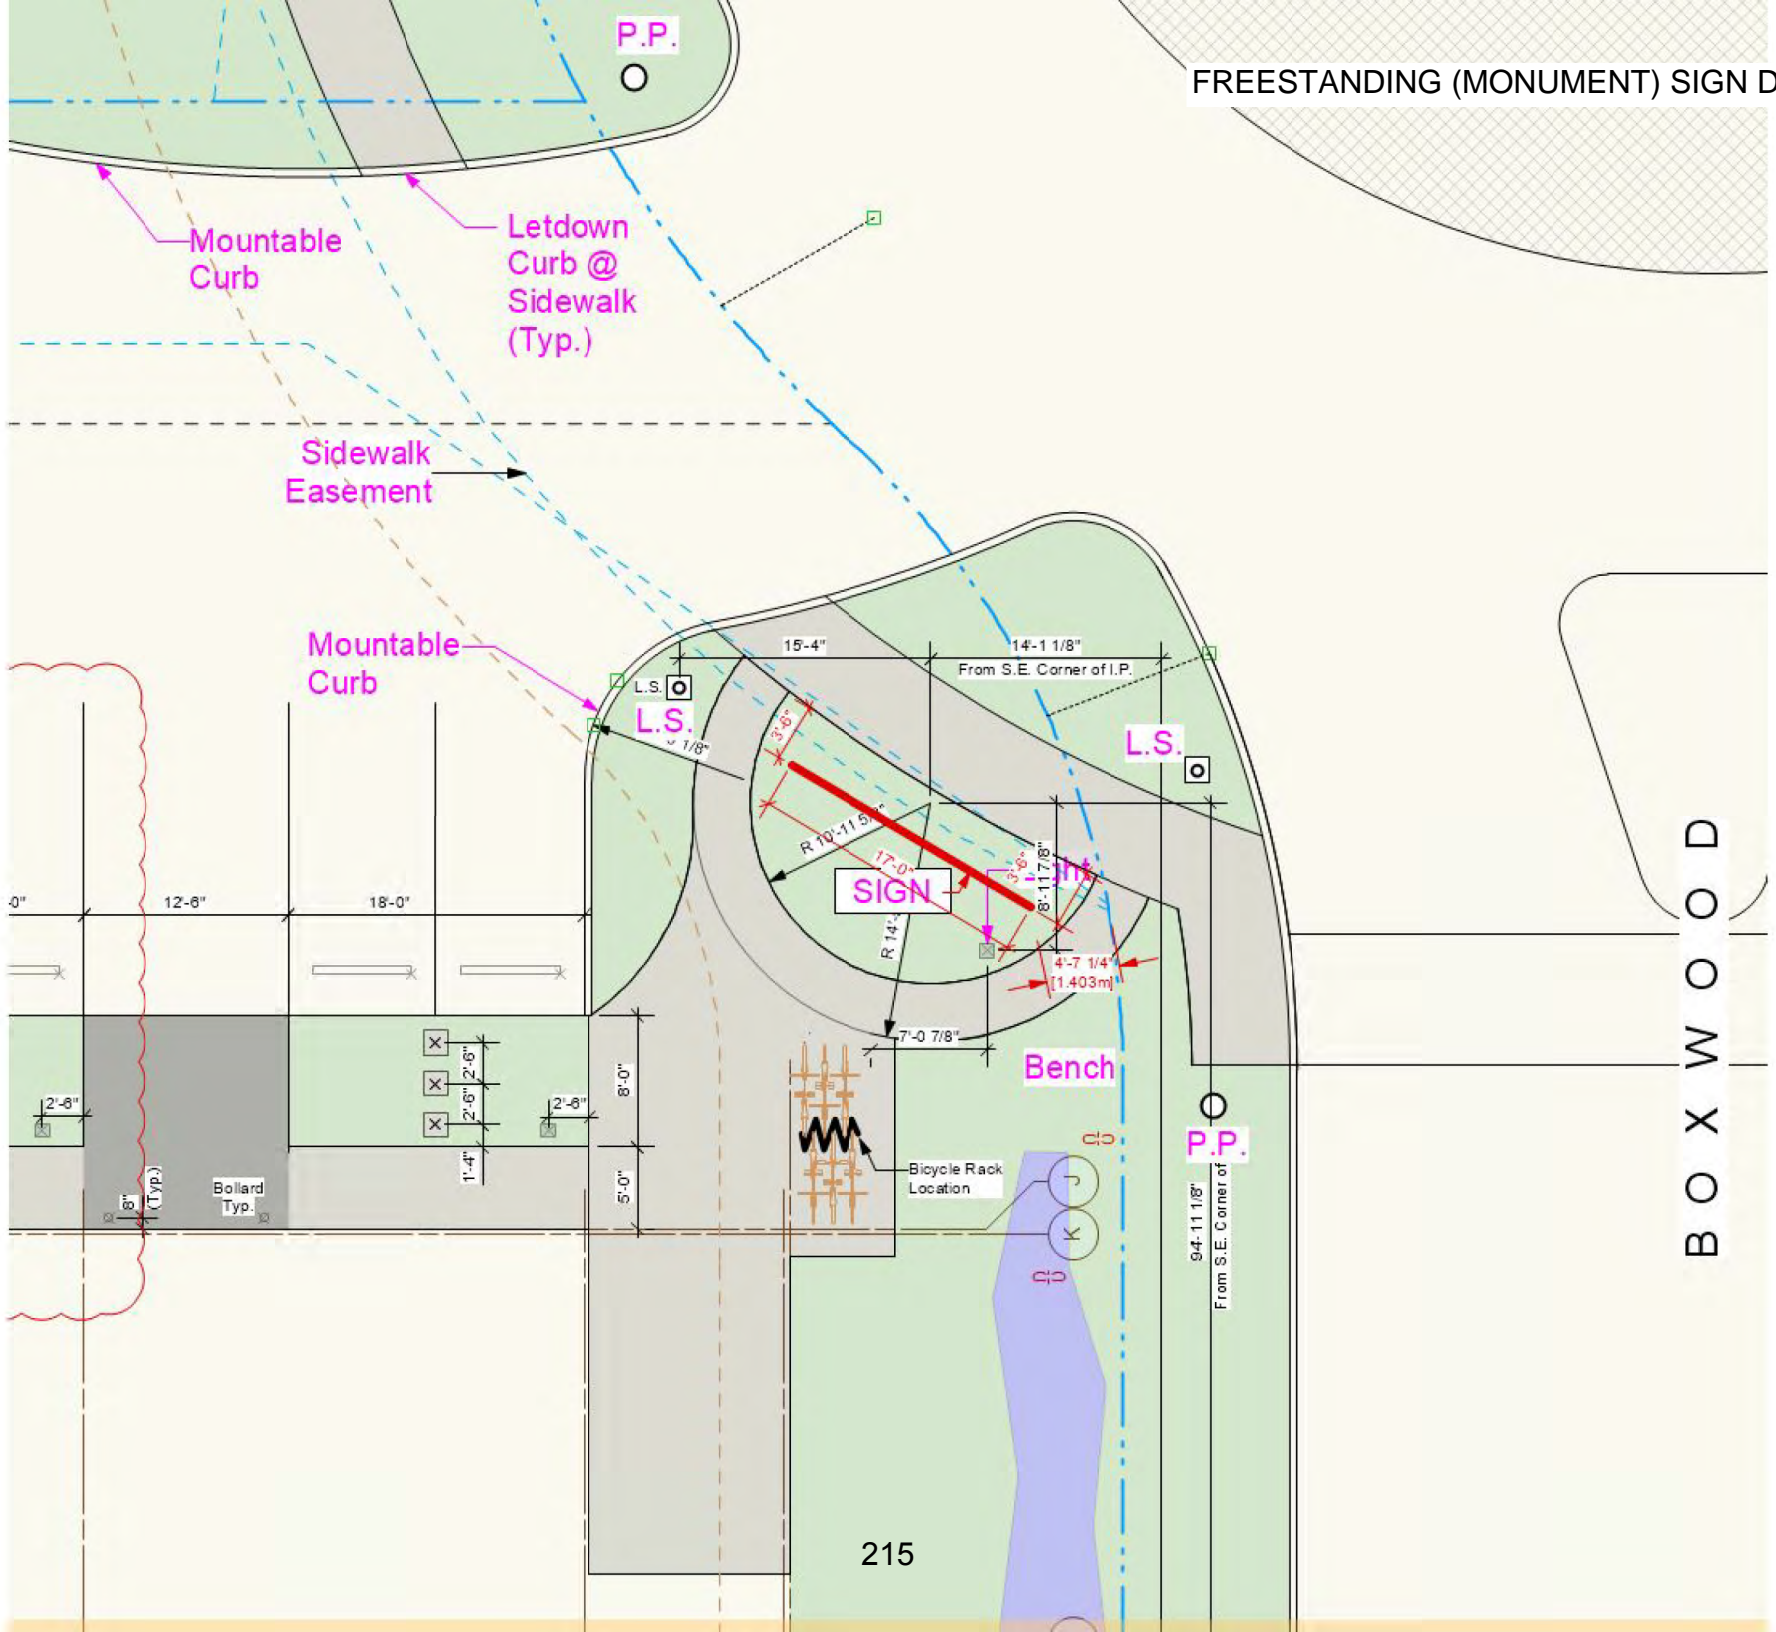 P.P.
FREESTANDING (MONUMENT) SIGN D
Mountable
Curb
Letdown
Curb @
Sidewalk
(Typ.)
Sidewalk
Easement
Mountable
Curb
15'-4"
14'-1 1/8"
From S.E. Corner of I.P.
L.S.
L.S.
1/8"
3'-6"
L.S.
R 10'-11 5/8"
17'-0"
3'-6"
8'-11 7/8"
SIGN
R 14'-
0"
12'-6"
18'-0"
4'-7 1/4"
[1.403m]
7'-0 7/8"
Bench
2'-6"
2'-6"
2'-6"
2'-6"
8'-0"
1'-4"
5'-0"
8"
(Typ.)
Bollard
Typ.
Bicycle Rack
Location
J
K
P.P.
94'-11 1/8"
From S.E. Corner of
BOXWOOD
215